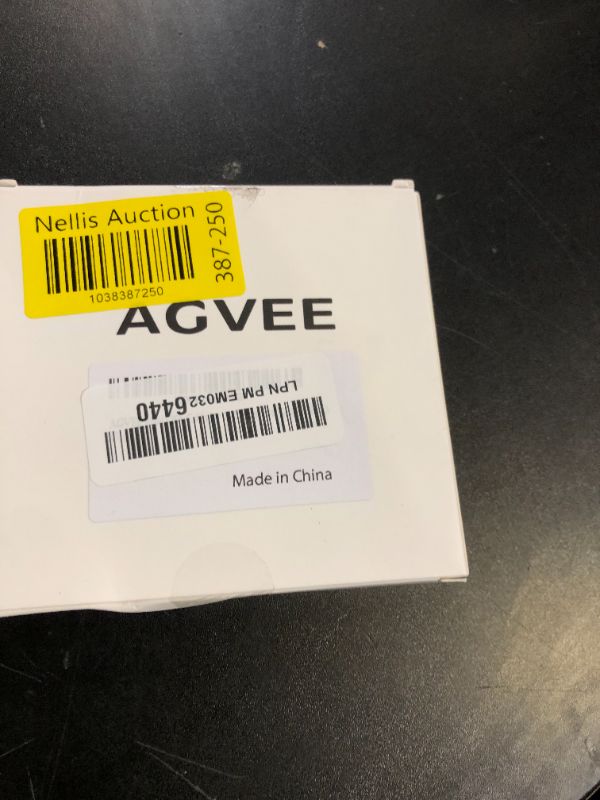 Nellis Auction
1038387250
387-250
AGVEE
LPN PM EM0326440
Made in China